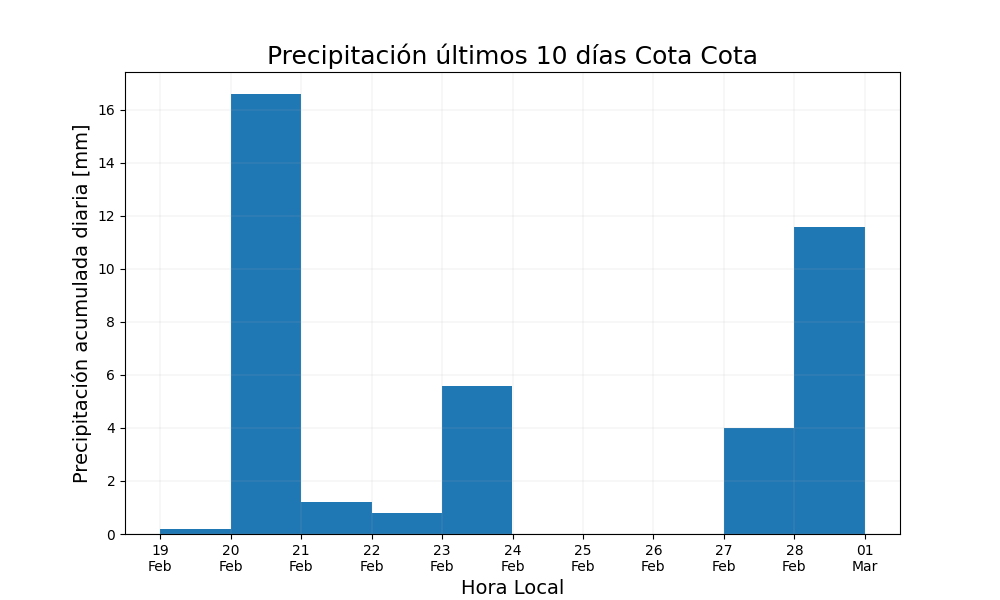 Precipitación últimos 10 días Cota Cota
Precipitación acumulada diaria [mm]
16
14
12
10
8
6
4
2
0
19 20 21 22 23 24 25 26 27 28 01
Feb Feb Feb Feb Feb Feb Feb Feb Feb Feb Mar
Hora Local